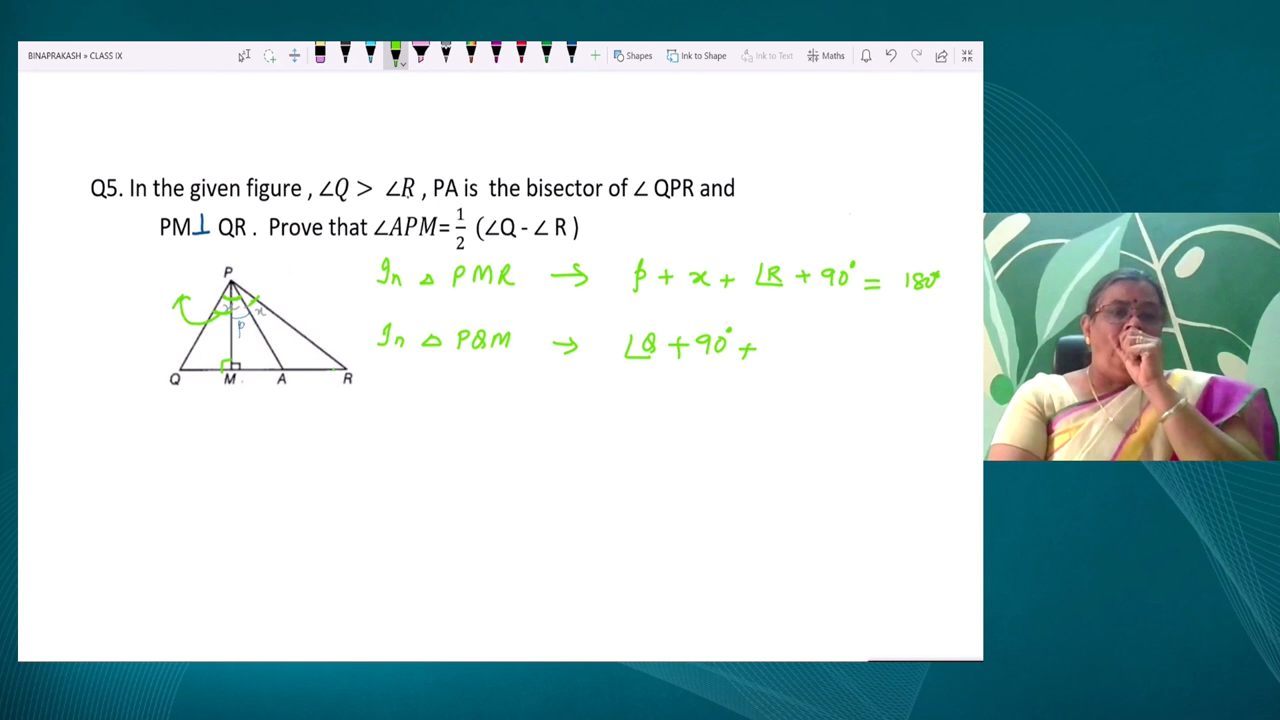 BINAPRAKASH » CLASS IX
Shapes
Ink to Shape
Ink to Text
Maths
Q5. In the given figure , ∠Q > ∠R , PA is the bisector of ∠ QPR and
PM⊥ QR . Prove that ∠APM= 1/2 (∠Q - ∠ R )
P
x
x
p
Q M A R
In △ PMR → p + x + ∠R + 90° = 180°
In △ PQM → ∠Q + 90° +